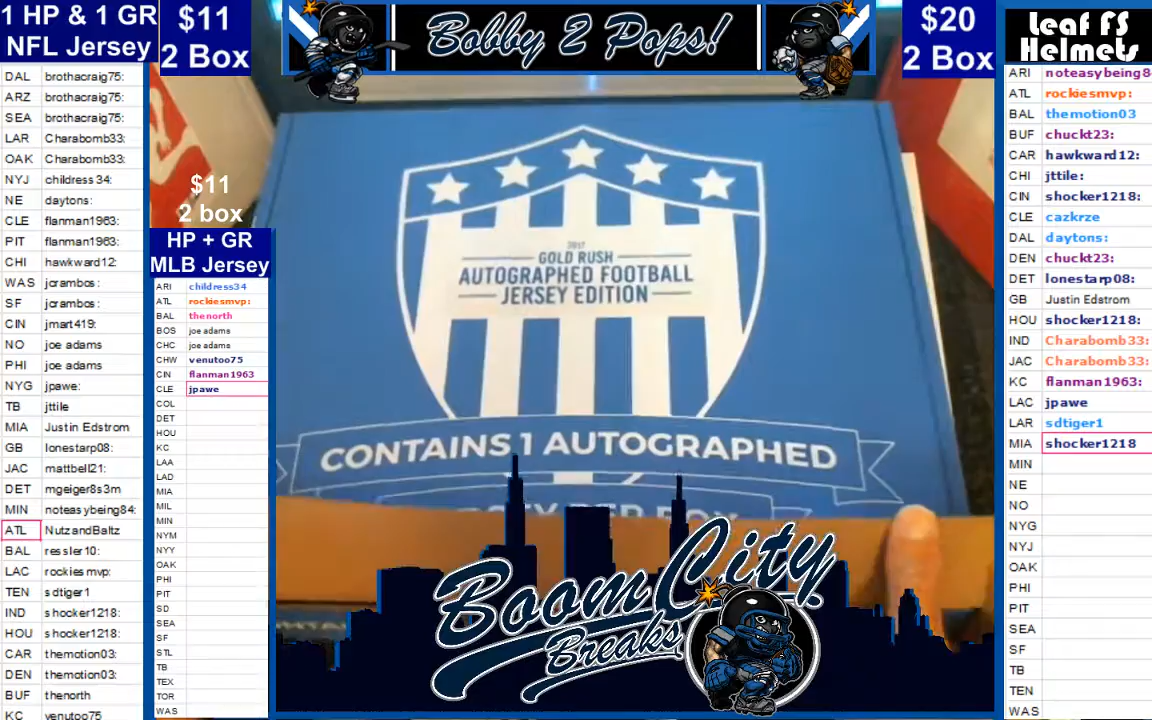 1 HP & 1 GR
NFL Jersey
DAL brothacraig75:
ARZ brothacraig75:
SEA brothacraig75:
LAR Charabomb33:
OAK Charabomb33:
NYJ childress34:
NE daytons:
CLE flanman1963:
PIT flanman1963:
CHI hawkward12:
WAS jcrambos:
SF jcrambos:
CIN jmart419:
NO joe adams
PHI joe adams
NYG jpawe:
TB jttile
MIA Justin Edstrom
GB lonestarp08:
JAC mattbell21:
DET mgeiger8s3m
MIN noteasybeing84:
ATL NutzandBaltz
BAL ressler10:
LAC rockiesmvp:
TEN sdtiger1
IND shocker1218:
HOU shocker1218:
CAR themotion03:
DEN themotion03:
BUF thenorth
KC venutoo75
$11
2 Box
$11
2 box
HP + GR
MLB Jersey
ARI childress34
ATL rockiesmvp:
BAL thenorth
BOS joe adams
CHC joe adams
CHW venutoo75
CIN flanman1963
CLE jpawe
COL
DET
HOU
KC
LAA
LAD
MIA
MIL
MIN
NYM
NYY
OAK
PHI
PIT
SD
SEA
SF
STL
TB
TEX
TOR
WAS
Bobby 2 Pops!
2017
GOLD RUSH
AUTOGRAPHED FOOTBALL
JERSEY EDITION
CONTAINS 1 AUTOGRAPHED
JERSEY PER BOX
Boom City
Breaks
$20
2 Box
Leaf FS
Helmets
ARI noteasybeing8
ATL rockiesmvp:
BAL themotion03
BUF chuckt23:
CAR hawkward12:
CHI jttile:
CIN shocker1218:
CLE cazkrze
DAL daytons:
DEN chuckt23:
DET lonestarp08:
GB Justin Edstrom
HOU shocker1218:
IND Charabomb33:
JAC Charabomb33:
KC flanman1963:
LAC jpawe
LAR sdtiger1
MIA shocker1218
MIN
NE
NO
NYG
NYJ
OAK
PHI
PIT
SEA
SF
TB
TEN
WAS